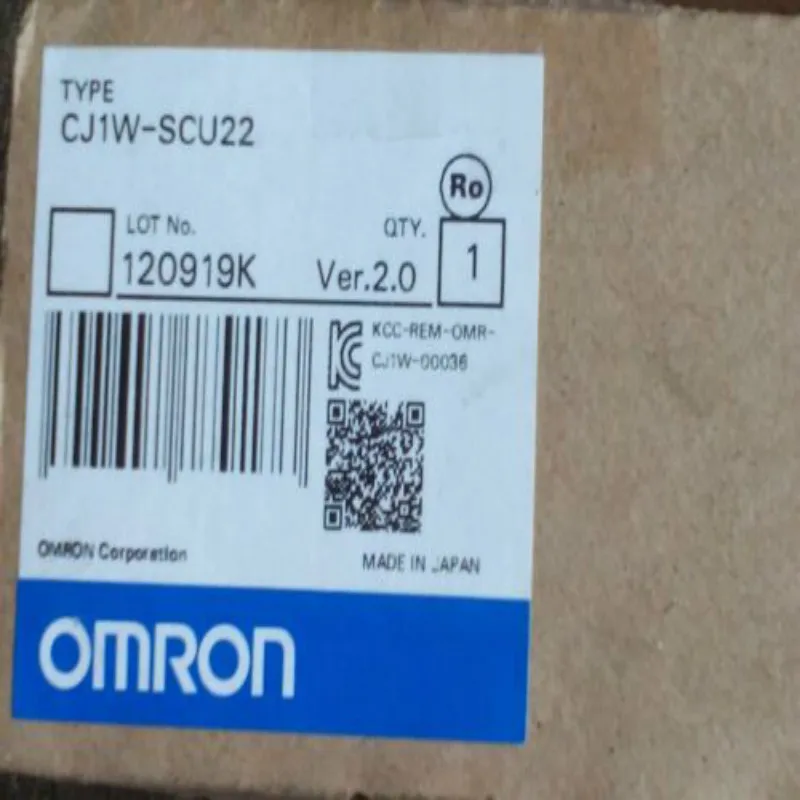 TYPE
CJ1W-SCU22
Ro
LOT No.
QTY.
120919K
Ver.2.0
1
KC
KCC-REM-OMR-
CJ1W-00036
OMRON Corporation
MADE IN JAPAN
OMRON